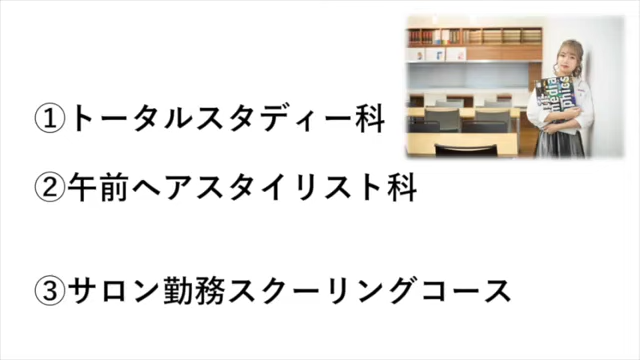 ①トータルスタディー科
②午前ヘアスタイリスト科
③サロン勤務スクーリングコース
media
phics